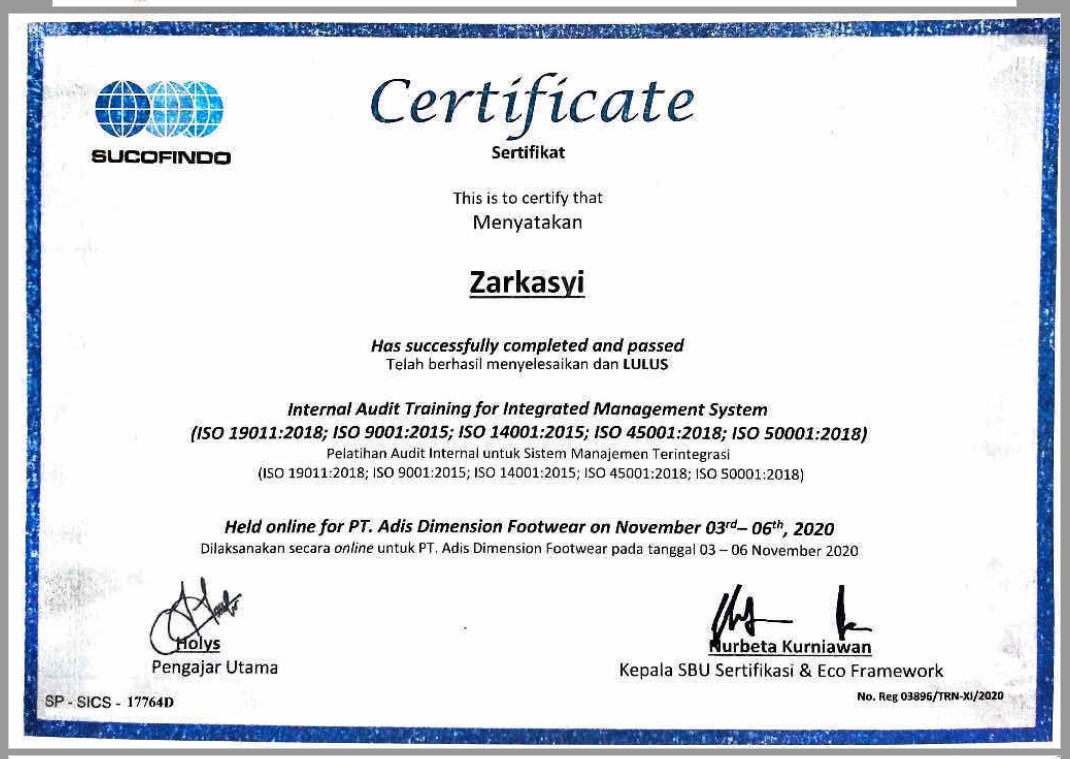 SUCOFINDO
Certificate
Sertifikat
This is to certify that
Menyatakan
Zarkasyi
Has successfully completed and passed
Telah berhasil menyelesaikan dan LULUS
Internal Audit Training for Integrated Management System
(ISO 19011:2018; ISO 9001:2015; ISO 14001:2015; ISO 45001:2018; ISO 50001:2018)
Pelatihan Audit Internal untuk Sistem Manajemen Terintegrasi
(ISO 19011:2018; ISO 9001:2015; ISO 14001:2015; ISO 45001:2018; ISO 50001:2018)
Held online for PT. Adis Dimension Footwear on November 03rd– 06th, 2020
Dilaksanakan secara online untuk PT. Adis Dimension Footwear pada tanggal 03 – 06 November 2020
Holys
Pengajar Utama
Nurbeta Kurniawan
Kepala SBU Sertifikasi & Eco Framework
SP - SICS - 17764D
No. Reg 03896/TRN-XI/2020